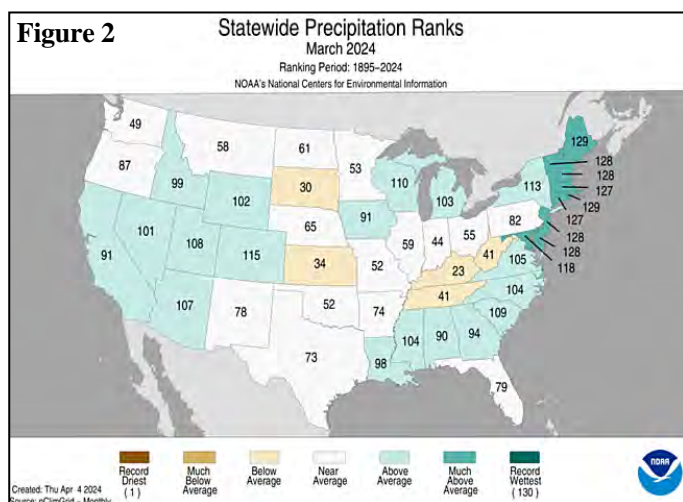 Figure 2
Statewide Precipitation Ranks
March 2024
Ranking Period: 1895-2024
NOAA's National Centers for Environmental Information
49
58
61
53
87
99
102
30
110
103
113
129
128
128
127
129
127
128
128
118
91
101
108
115
65
91
59
44
55
82
41
105
34
52
23
107
78
52
74
41
104
109
73
98
104
90
94
79
Record
Driest
( 1 )
Much
Below
Average
Below
Average
Near
Average
Above
Average
Much
Above
Average
Record
Wettest
( 130 )
NOAA
Created: Thu Apr 4 2024
Source: nClimGrid - Monthly